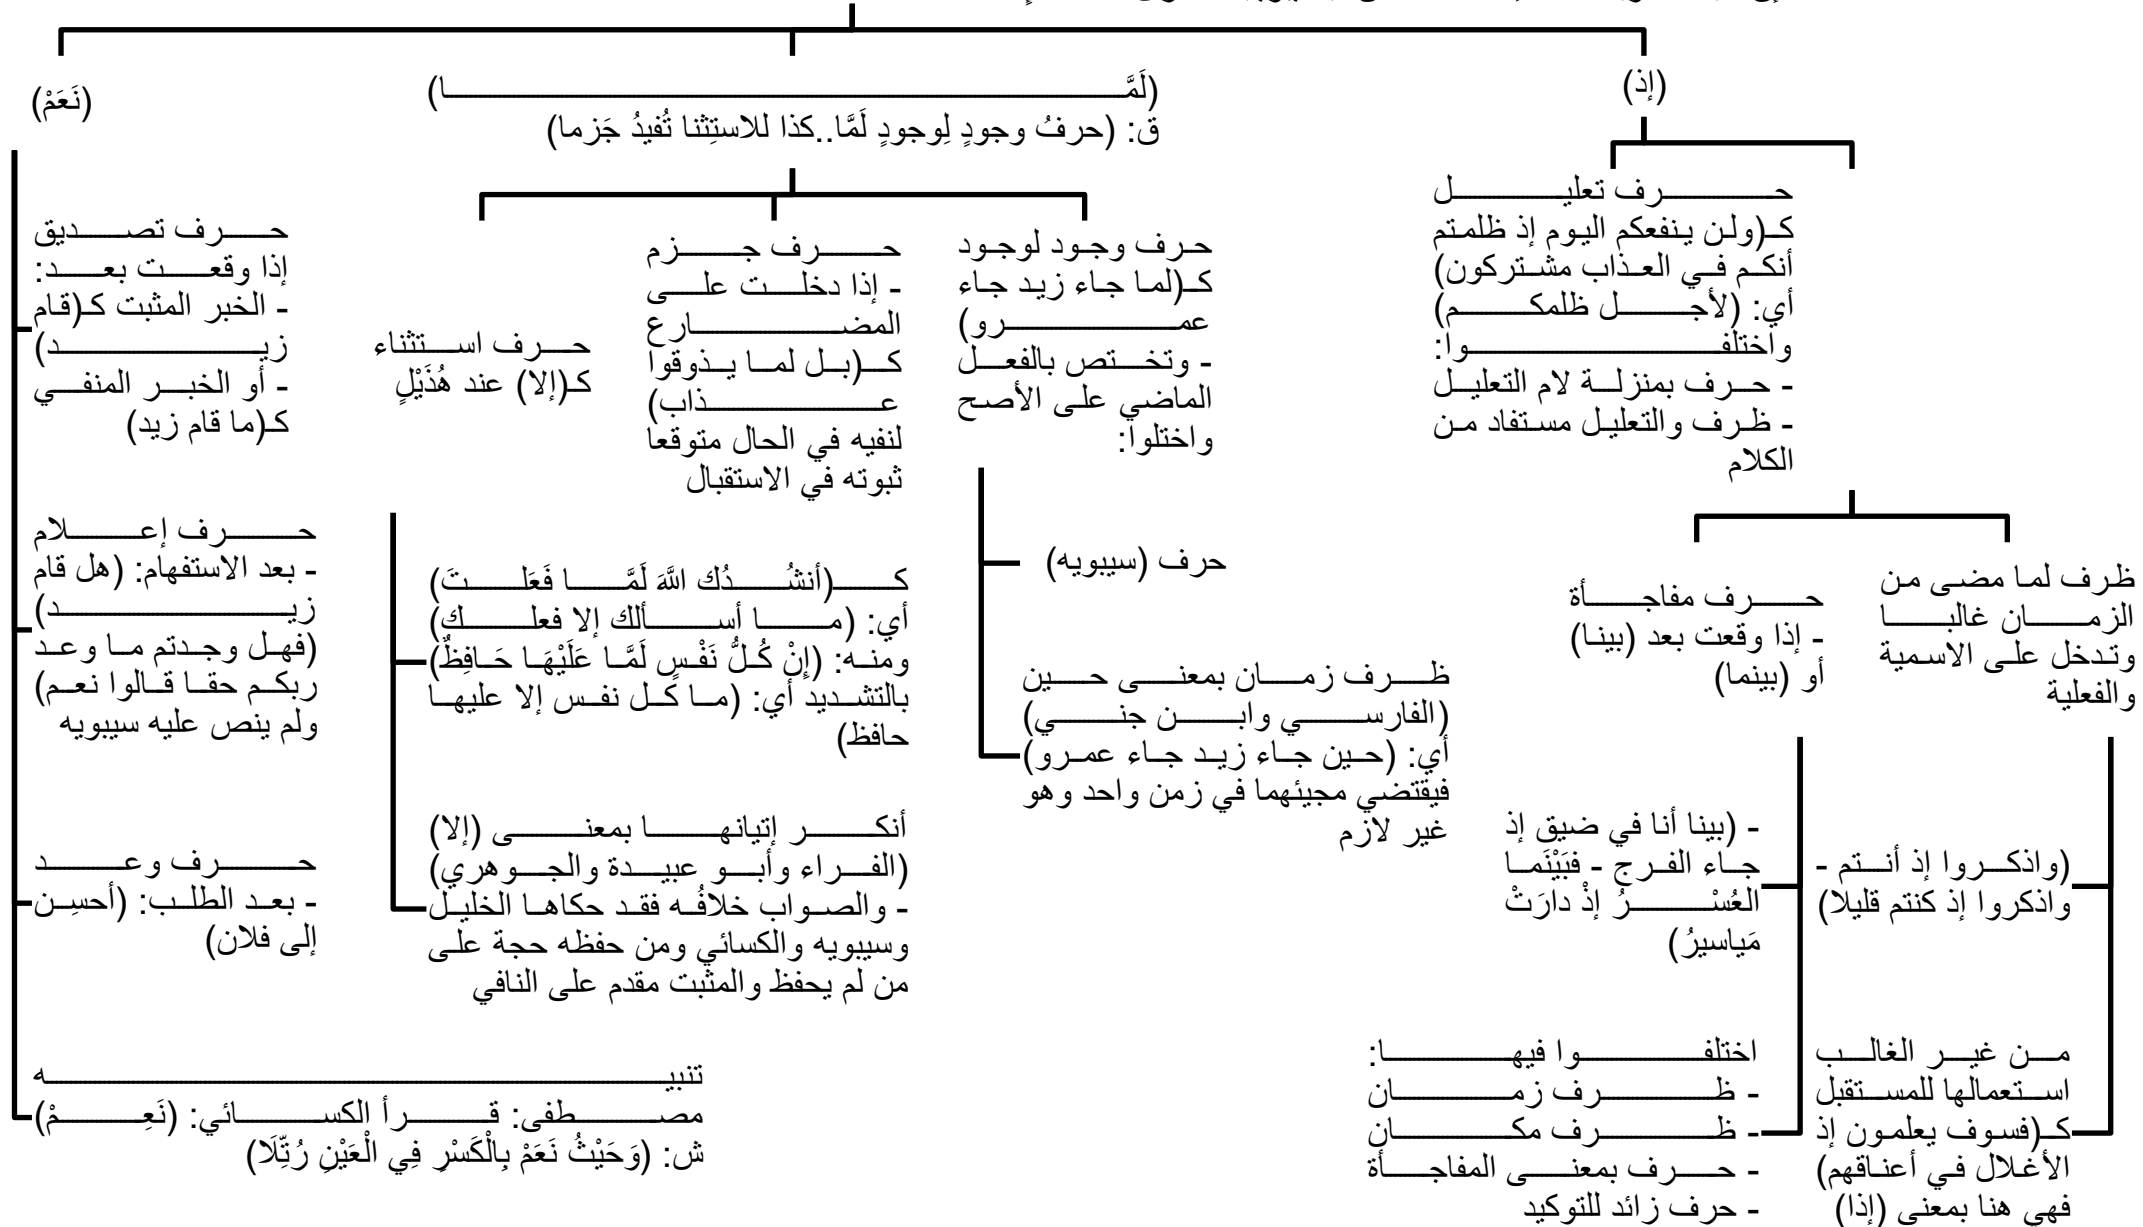 (إذ)
حرف تعليل
كـ(ولن ينفعكم اليوم إذ ظلمتم
أنكم في العذاب مشتركون)
أي: (لأجل ظلمكم)
واختلفوا:
- حرف بمنزلة لام التعليل
- ظرف والتعليل مستفاد من
الكلام
ظرف لما مضى من
الزمان غالبا
وتدخل على الاسمية
والفعلية
(واذكروا إذ أنتم -
واذكروا إذ كنتم قليلا)
من غير الغالب
استعمالها للمستقبل
كـ(فسوف يعلمون إذ
الأغلال في أعناقهم)
فهي هنا بمعنى (إذا)
حرف مفاجأة
- إذا وقعت بعد (بينا)
أو (بينما)
- (بينا أنا في ضيق إذ
جاء الفرج - فبَيْنَما
العُسْرُ إذْ دارَتْ
مَياسيرُ)
اختلفوا فيها:
- ظرف زمان
- ظرف مكان
- حرف بمعنى المفاجأة
- حرف زائد للتوكيد
(لَمَّا)
ق: (حرفُ وجودٍ لِوجودٍ لَمَّا..كذا للاستِثنا تُفيدُ جَزما)
حرف وجود لوجود
كـ(لما جاء زيد جاء
عمرو)
- وتختص بالفعل
الماضي على الأصح
واختلوا:
حرف (سيبويه)
ظرف زمان بمعنى حين
(الفارسي وابن جني)
أي: (حين جاء زيد جاء عمرو)
فيقتضي مجيئهما في زمن واحد وهو
غير لازم
حرف جزم
- إذا دخلت على
المضارع
كـ(بل لما يذوقوا
عذاب)
لنفيه في الحال متوقعا
ثبوته في الاستقبال
حرف استثناء
كـ(إلا) عند هُذَيْلٍ
كـ(أنشُدُك اللهَ لَمَّا فَعَلتَ)
أي: (ما أسألك إلا فعلك)
ومنه: (إِنْ كُلُّ نَفْسٍ لَمَّا عَلَيْهَا حَافِظٌ)
بالتشديد أي: (ما كل نفس إلا عليها
حافظ)
أنكر إتيانها بمعنى (إلا)
(الفراء وأبو عبيدة والجوهري)
- والصواب خلافُه فقد حكاها الخليل
وسيبويه والكسائي ومن حفظه حجة على
من لم يحفظ والمثبت مقدم على النافي
(نَعَمْ)
حرف تصديق
إذا وقعت بعد:
- الخبر المثبت كـ(قام
زيد)
- أو الخبر المنفي
كـ(ما قام زيد)
حرف إعلام
- بعد الاستفهام: (هل قام
زيد)
(فهل وجدتم ما وعد
ربكم حقا قالوا نعم)
ولم ينص عليه سيبويه
حرف وعد
- بعد الطلب: (أحسِن
إلى فلان)
تنبيه
مصطفى: قرأ الكسائي: (نَعِمْ)
ش: (وَحَيْثُ نَعَمْ بِالْكَسْرِ فِي الْعَيْنِ رُتِّلَا)